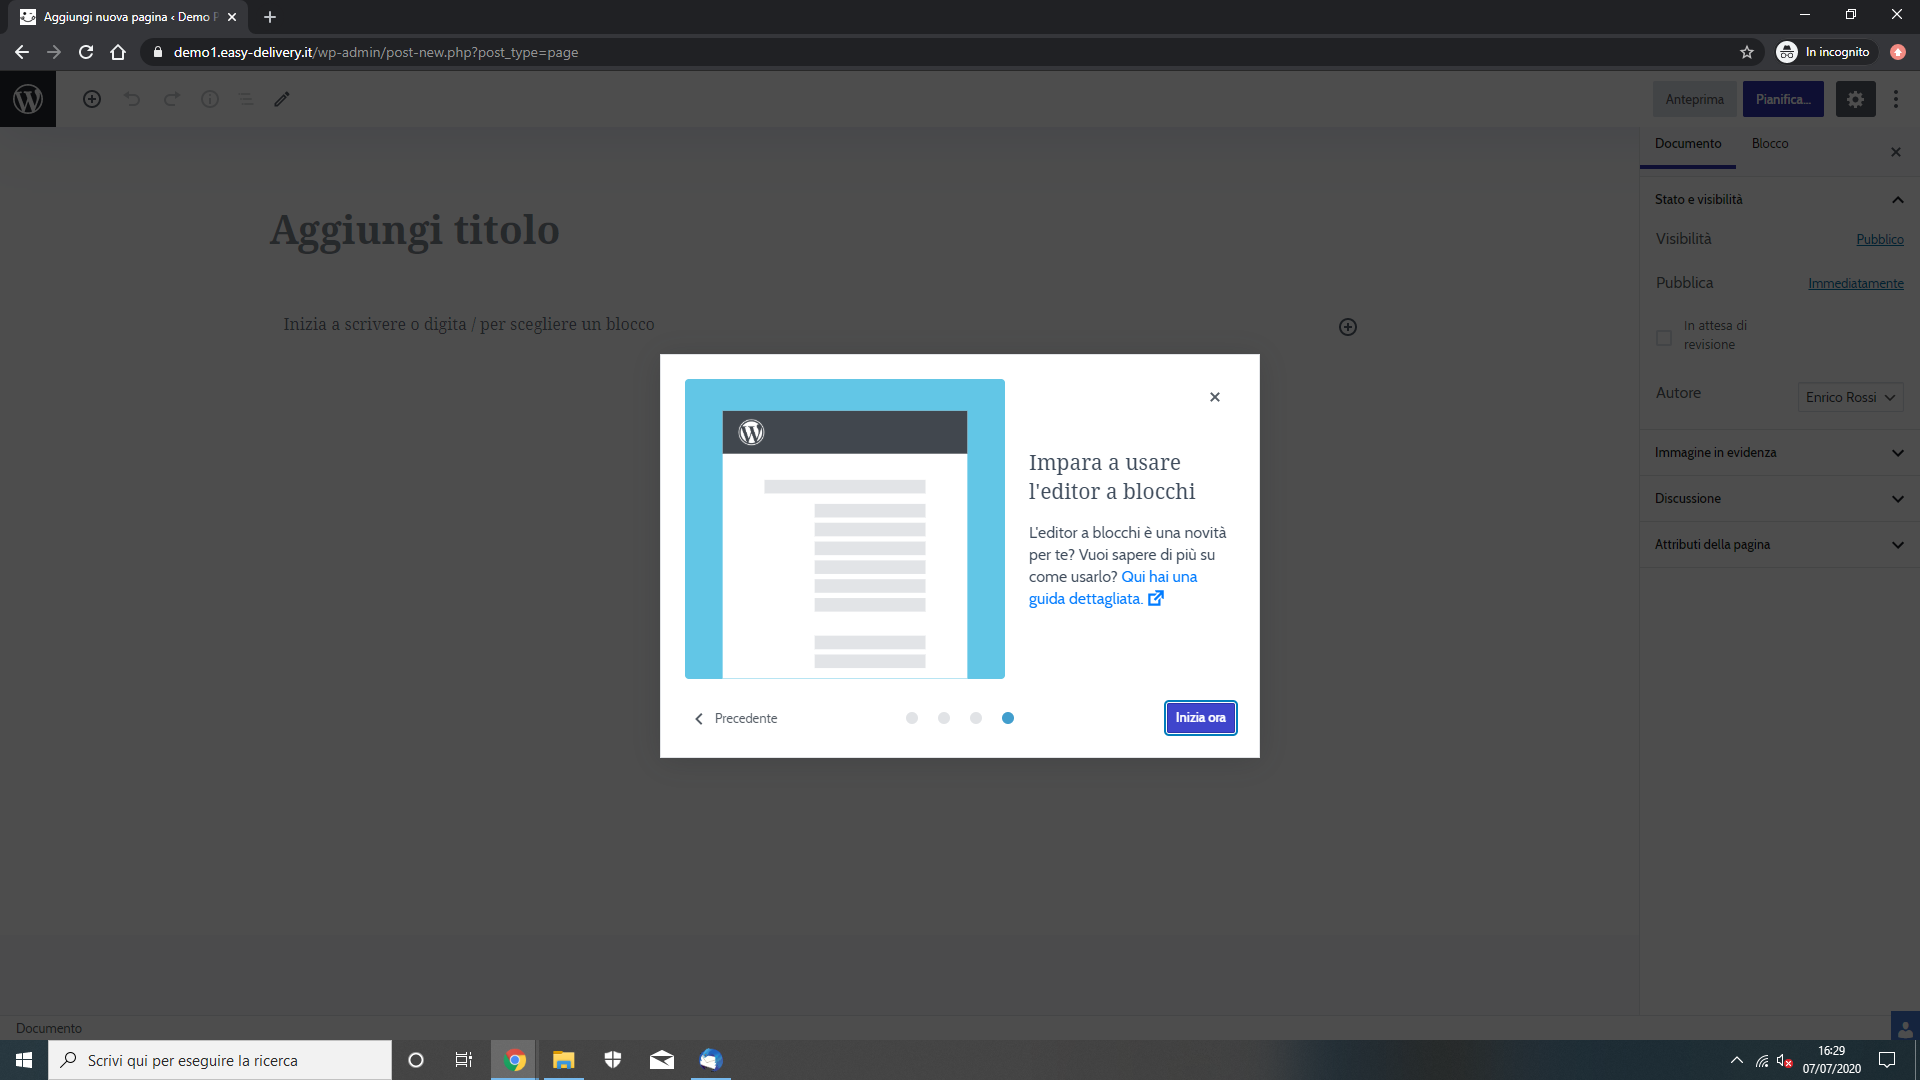 Aggiungi nuova pagina ‹ Demo P
demo1.easy-delivery.it/wp-admin/post-new.php?post_type=page
In incognito
Anteprima
Pianifica...
Documento
Blocco
Aggiungi titolo
Inizia a scrivere o digita / per scegliere un blocco
Stato e visibilità
Visibilità
Pubblico
Pubblica
Immediatamente
In attesa di
revisione
Autore
Enrico Rossi
Immagine in evidenza
Discussione
Attributi della pagina
Impara a usare
l'editor a blocchi
L'editor a blocchi è una novità
per te? Vuoi sapere di più su
come usarlo? Qui hai una
guida dettagliata.
Precedente
Inizia ora
Documento
Scrivi qui per eseguire la ricerca
16:29
07/07/2020